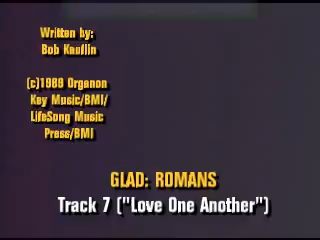 Written by:
Bob Kauflin
(c)1989 Organon
Key Music/BMI/
LifeSong Music
Press/BMI
GLAD: ROMANS
Track 7 ("Love One Another")